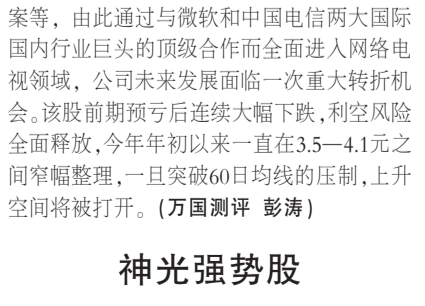 案等，由此通过与微软和中国电信两大国际
国内行业巨头的顶级合作而全面进入网络电
视领域，公司未来发展面临一次重大转折机
会。该股前期预亏后连续大幅下跌，利空风险
全面释放，今年年初以来一直在3.5—4.1元之
间窄幅整理，一旦突破60日均线的压制，上升
空间将被打开。(万国测评 彭涛)
神光强势股